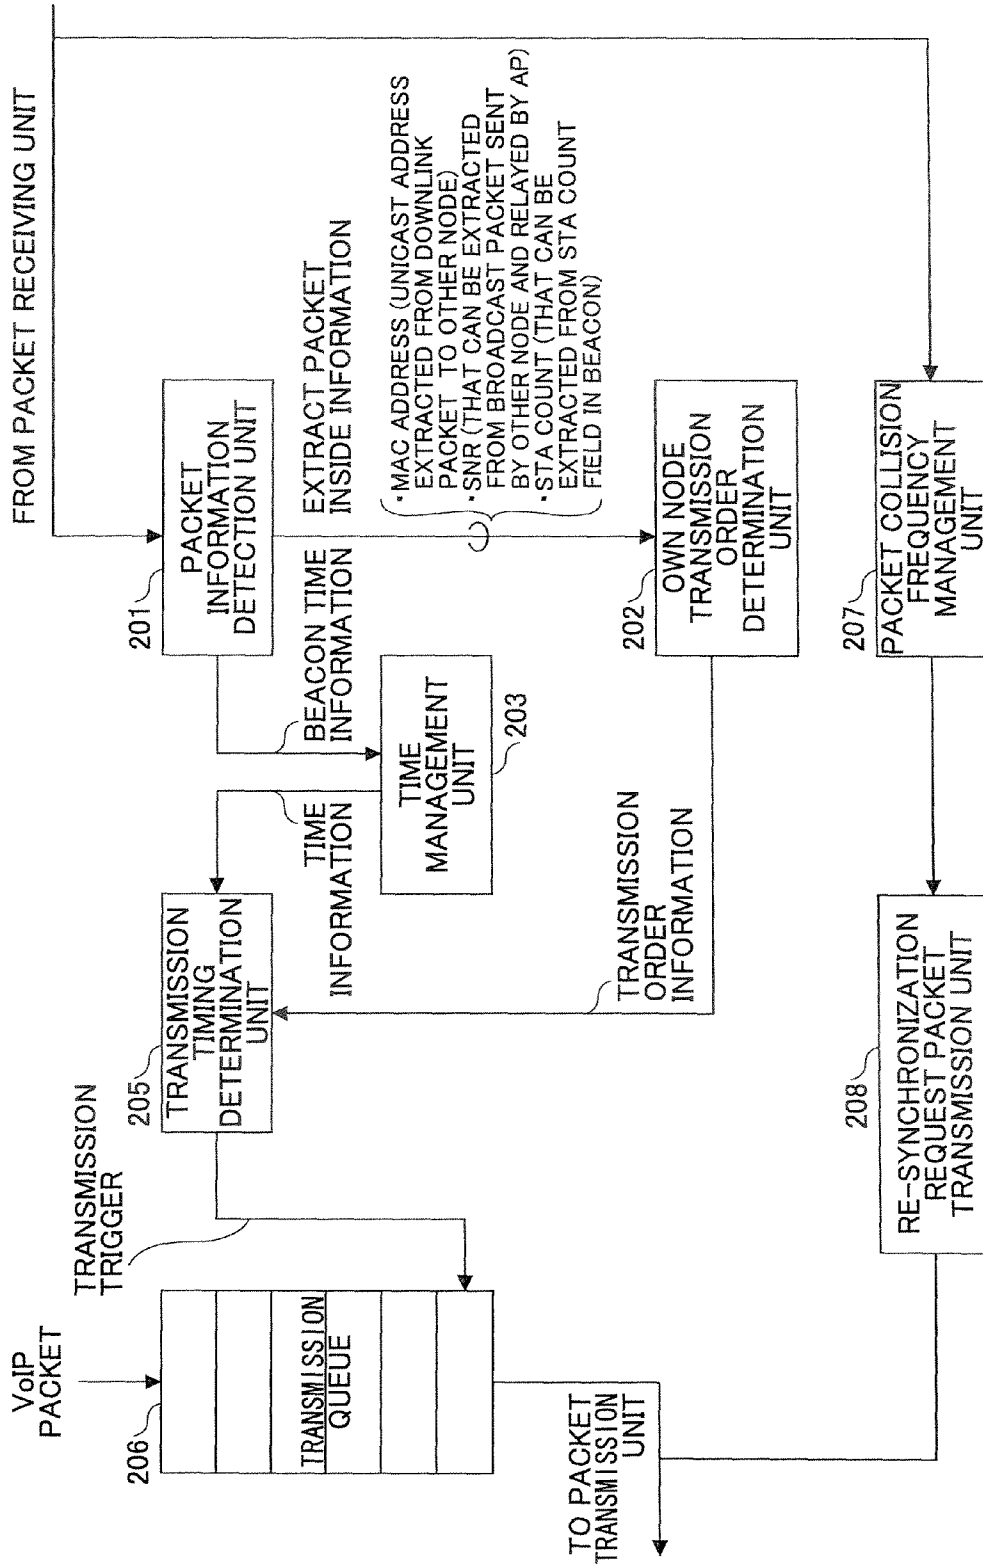 FROM PACKET RECEIVING UNIT
201
PACKET
INFORMATION
DETECTION UNIT
EXTRACT PACKET
INSIDE INFORMATION
・MAC ADDRESS (UNICAST ADDRESS
EXTRACTED FROM DOWNLINK
PACKET TO OTHER NODE)
・SNR (THAT CAN BE EXTRACTED
FROM BROADCAST PACKET SENT
BY OTHER NODE AND RELAYED BY AP)
・STA COUNT (THAT CAN BE
EXTRACTED FROM STA COUNT
FIELD IN BEACON)
BEACON TIME
INFORMATION
TIME
MANAGEMENT
UNIT
203
TIME
INFORMATION
202
OWN NODE
TRANSMISSION
ORDER
DETERMINATION
UNIT
TRANSMISSION
ORDER
INFORMATION
205
TRANSMISSION
TIMING
DETERMINATION
UNIT
TRANSMISSION
TRIGGER
VoIP
PACKET
206
TRANSMISSION
QUEUE
207
PACKET COLLISION
FREQUENCY
MANAGEMENT
UNIT
208
RE-SYNCHRONIZATION
REQUEST PACKET
TRANSMISSION UNIT
TO PACKET
TRANSMISSION
UNIT